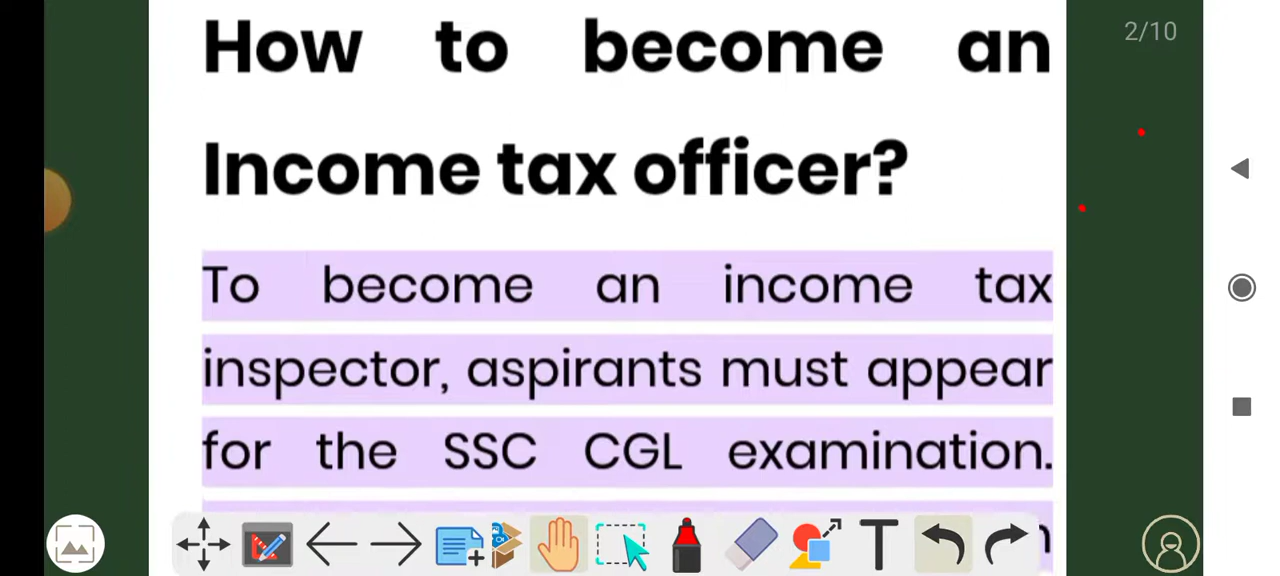 2/10
How to become an
Income tax officer?
To become an income tax
inspector, aspirants must appear
for the SSC CGL examination.
T